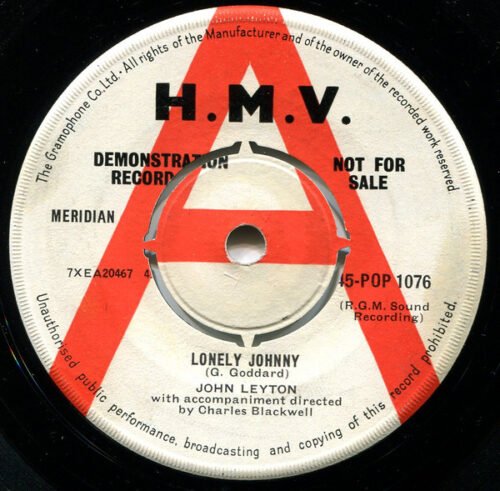 The Gramophone Co. Ltd. · All rights of the Manufacturer and of the owner of the recorded work reserved.
H.M.V.
DEMONSTRATION
RECORD
NOT FOR
SALE
MERIDIAN
7XEA20467 4
45-POP 1076
(R.G.M. Sound
Recording)
LONELY JOHNNY
(G. Goddard)
JOHN LEYTON
with accompaniment directed
by Charles Blackwell
Unauthorised public performance, broadcasting and copying of this record prohibited.